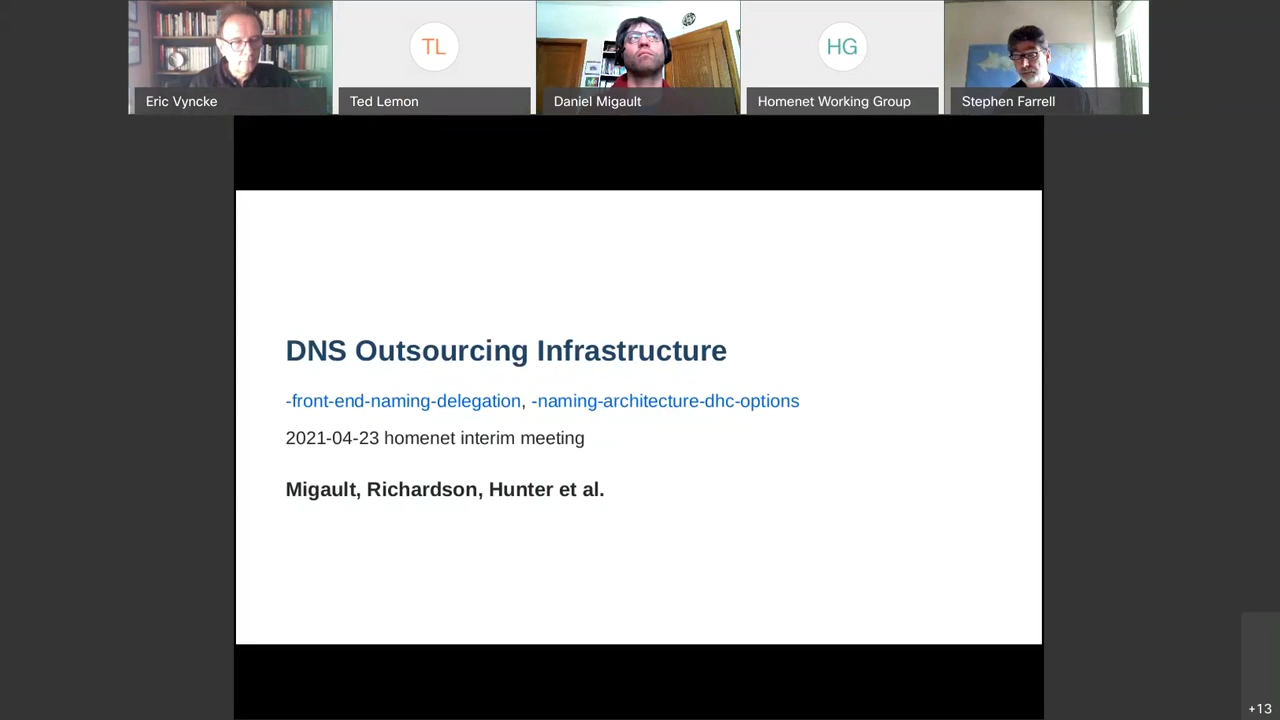 TL
HG
Eric Vyncke
Ted Lemon
Daniel Migault
Homenet Working Group
Stephen Farrell
DNS Outsourcing Infrastructure
-front-end-naming-delegation, -naming-architecture-dhc-options
2021-04-23 homenet interim meeting
Migault, Richardson, Hunter et al.
+13